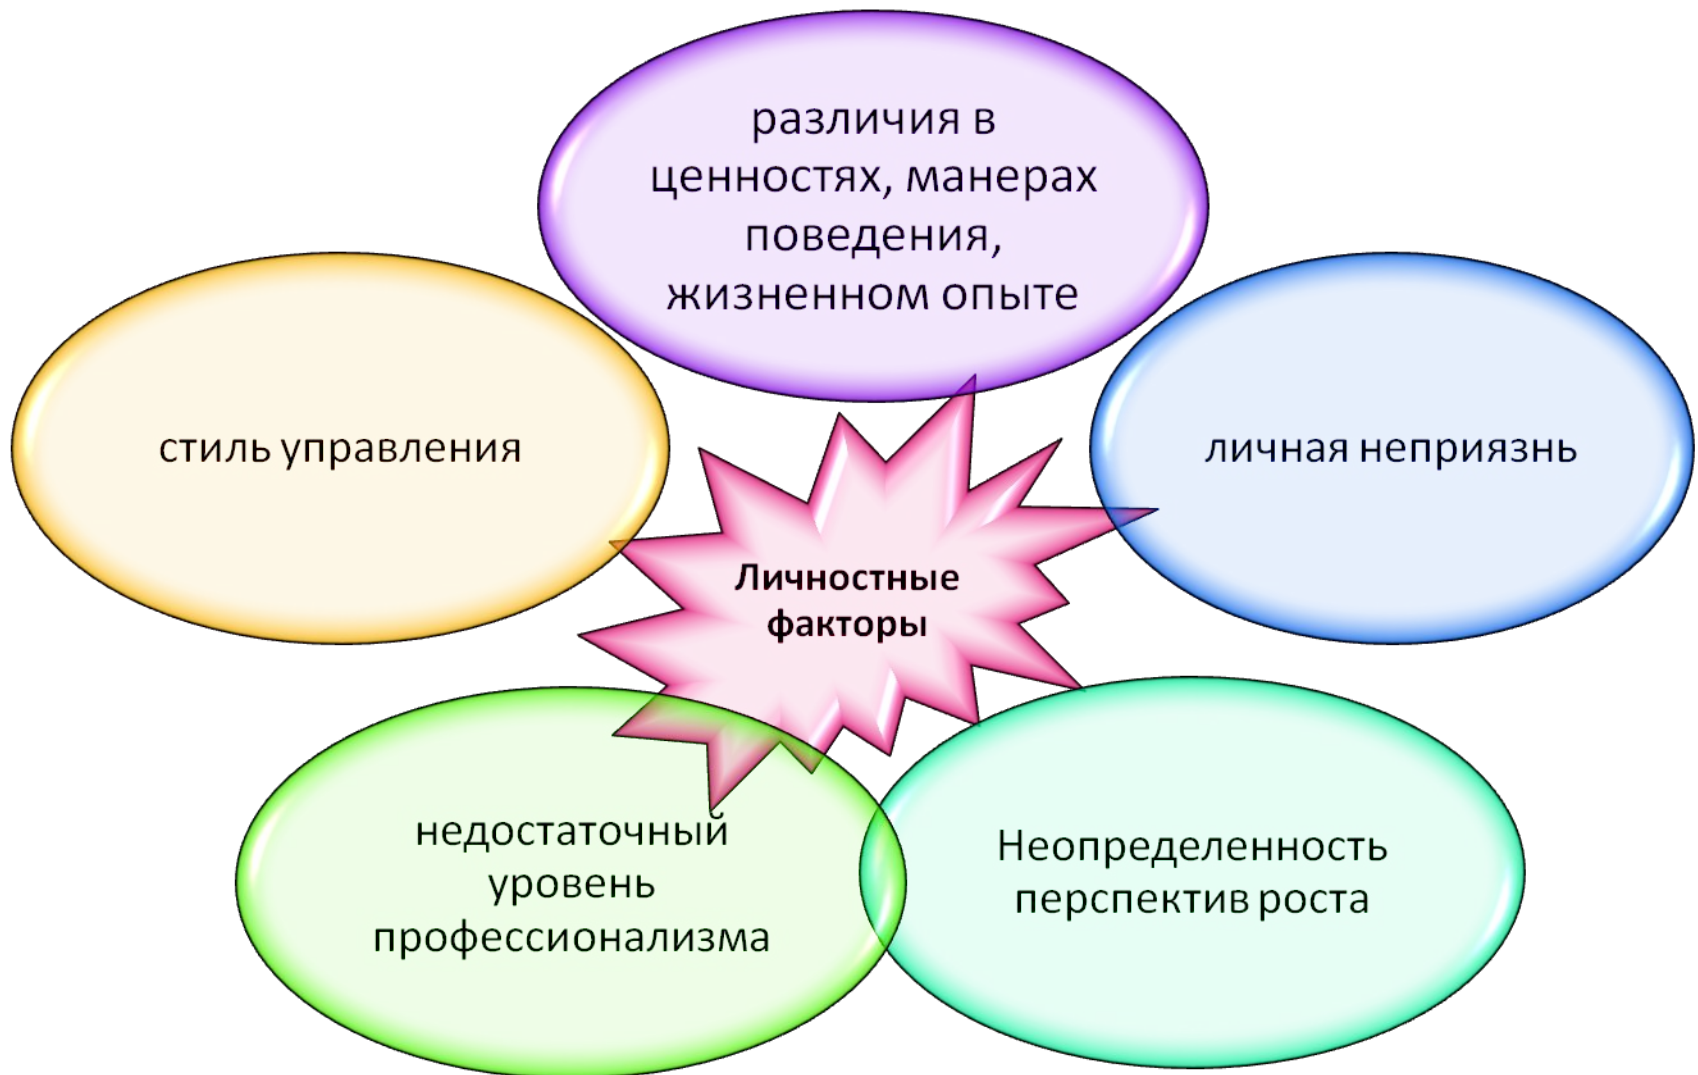 различия в
ценностях, манерах
поведения,
жизненном опыте
стиль управления
личная неприязнь
Личностные
факторы
недостаточный
уровень
профессионализма
Неопределенность
перспектив роста